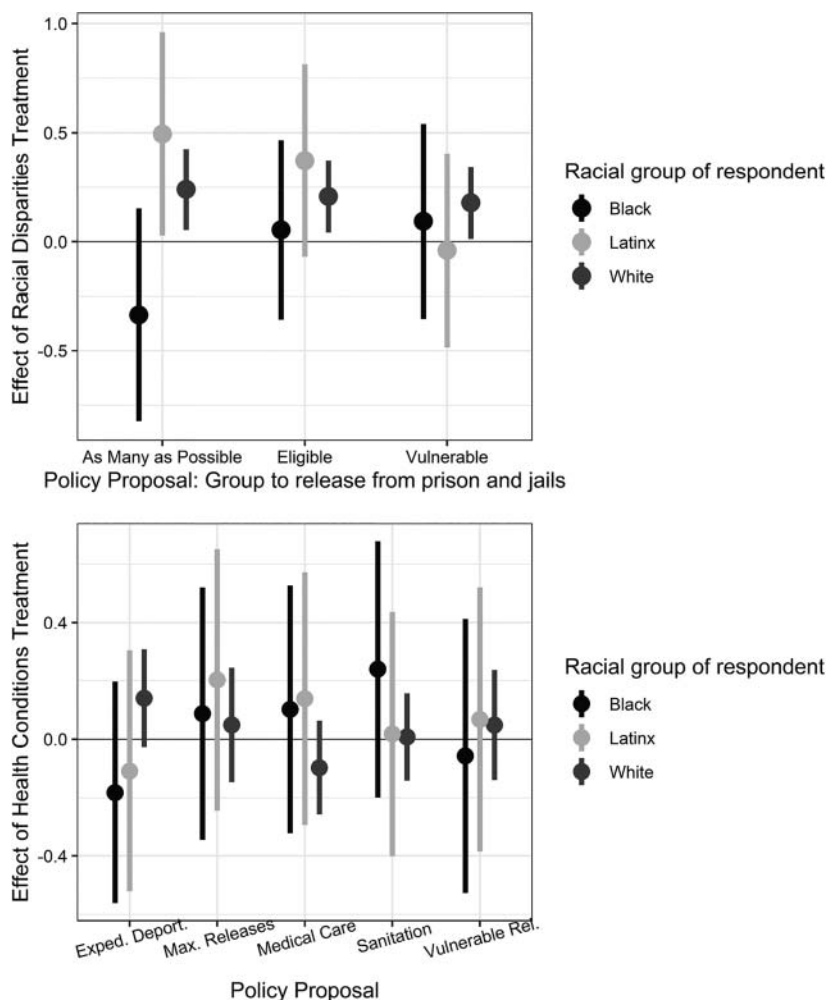 Effect of Racial Disparities Treatment
1.0
0.5
0.0
-0.5
As Many as Possible
Eligible
Vulnerable
Policy Proposal: Group to release from prison and jails
Racial group of respondent
Black
Latinx
White
Effect of Health Conditions Treatment
0.4
0.0
-0.4
Exped. Deport.
Max. Releases
Medical Care
Sanitation
Vulnerable Rel.
Policy Proposal
Racial group of respondent
Black
Latinx
White